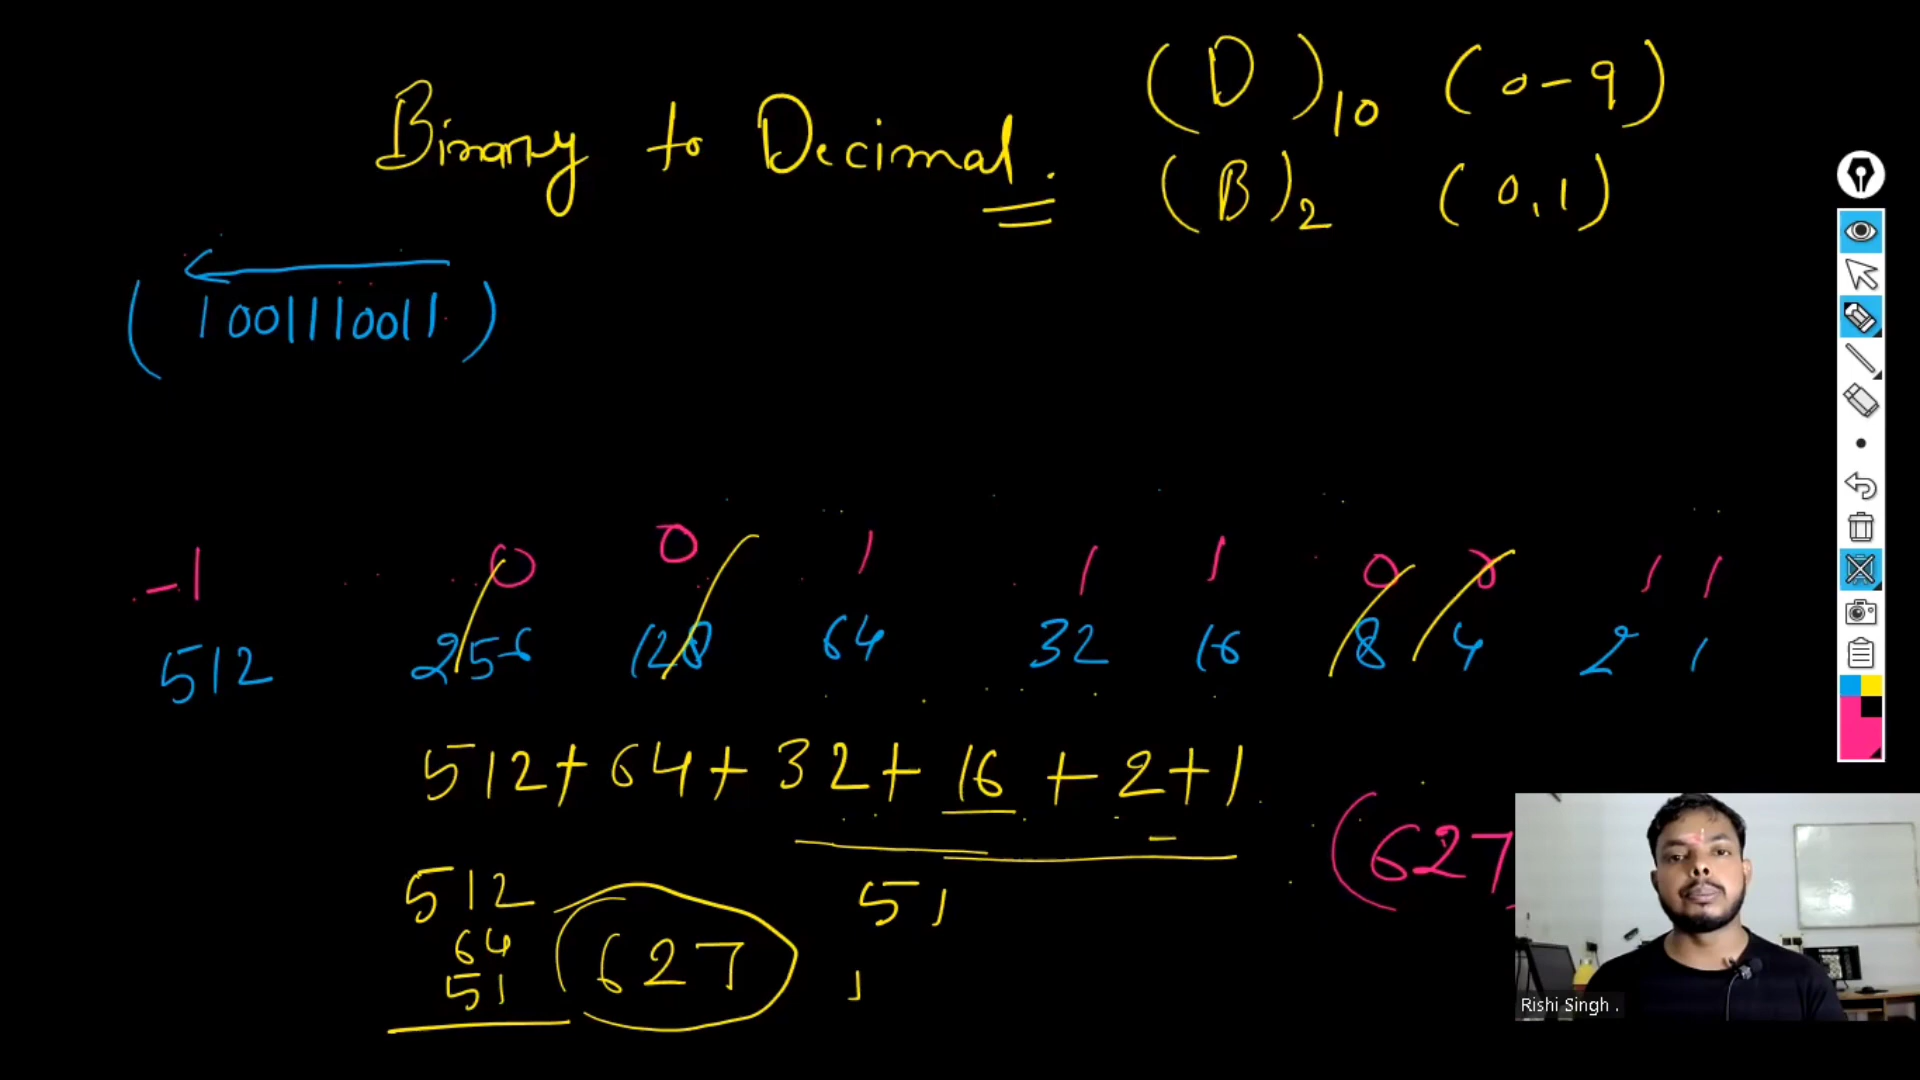 Binary to Decimal.
(D)10 (0-9)
(B)2 (0,1)
(1001110011)
-1 0 0 1 1 1 0 0 1 1
512 256 128 64 32 16 8 4 2 1
512+64+32+16+2+1
(627
512
64
51
627
51
1
Rishi Singh .